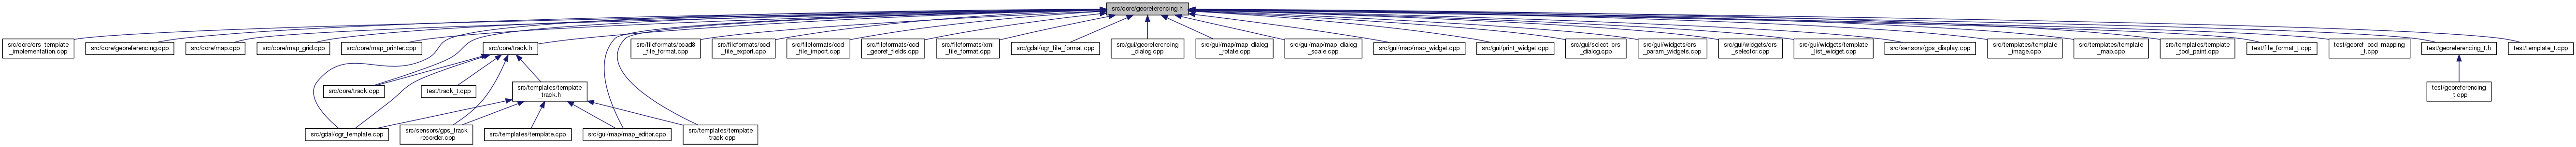 src/core/georeferencing.h
src/core/crs_template
_implementation.cpp
src/core/georeferencing.cpp
src/core/map.cpp
src/core/map_grid.cpp
src/core/map_printer.cpp
src/core/track.h
src/fileformats/ocad8
_file_format.cpp
src/fileformats/ocd
_file_export.cpp
src/fileformats/ocd
_file_import.cpp
src/fileformats/ocd
_georef_fields.cpp
src/fileformats/xml
_file_format.cpp
src/gdal/ogr_file_format.cpp
src/gui/georeferencing
_dialog.cpp
src/gui/map/map_dialog
_rotate.cpp
src/gui/map/map_dialog
_scale.cpp
src/gui/map/map_widget.cpp
src/gui/print_widget.cpp
src/gui/select_crs
_dialog.cpp
src/gui/widgets/crs
_param_widgets.cpp
src/gui/widgets/crs
_selector.cpp
src/gui/widgets/template
_list_widget.cpp
src/sensors/gps_display.cpp
src/templates/template
_image.cpp
src/templates/template
_map.cpp
src/templates/template
_tool_paint.cpp
test/file_format_t.cpp
test/georef_ocd_mapping
_t.cpp
test/georeferencing_t.h
test/template_t.cpp
src/core/track.cpp
test/track_t.cpp
src/templates/template
_track.h
test/georeferencing
_t.cpp
src/gdal/ogr_template.cpp
src/sensors/gps_track
_recorder.cpp
src/templates/template.cpp
src/gui/map/map_editor.cpp
src/templates/template
_track.cpp